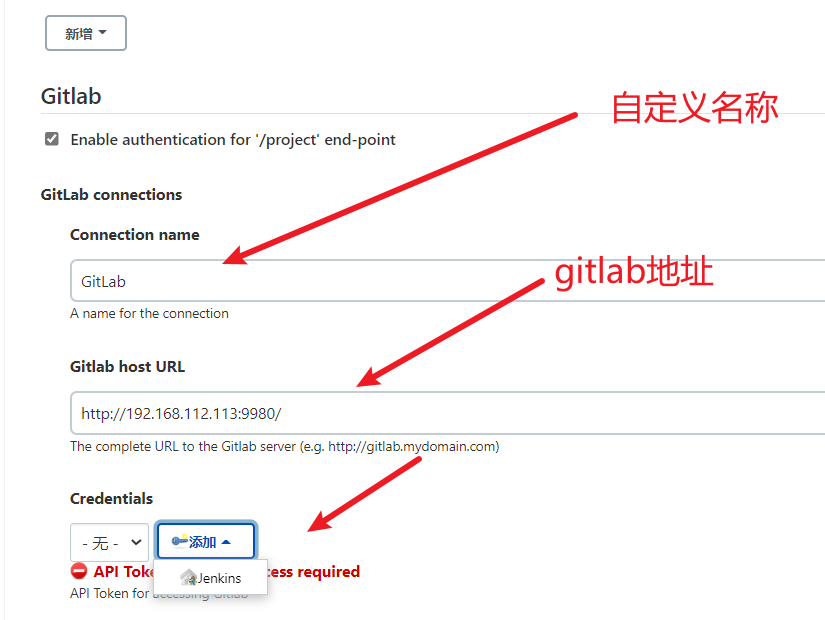 新增
Gitlab
自定义名称
Enable authentication for '/project' end-point
GitLab connections
Connection name
gitlab地址
GitLab
A name for the connection
Gitlab host URL
http://192.168.112.113:9980/
The complete URL to the Gitlab server (e.g. http://gitlab.mydomain.com)
Credentials
- 无 -
添加
API Tok cess required
Jenkins
API Token for accessing Gitlab